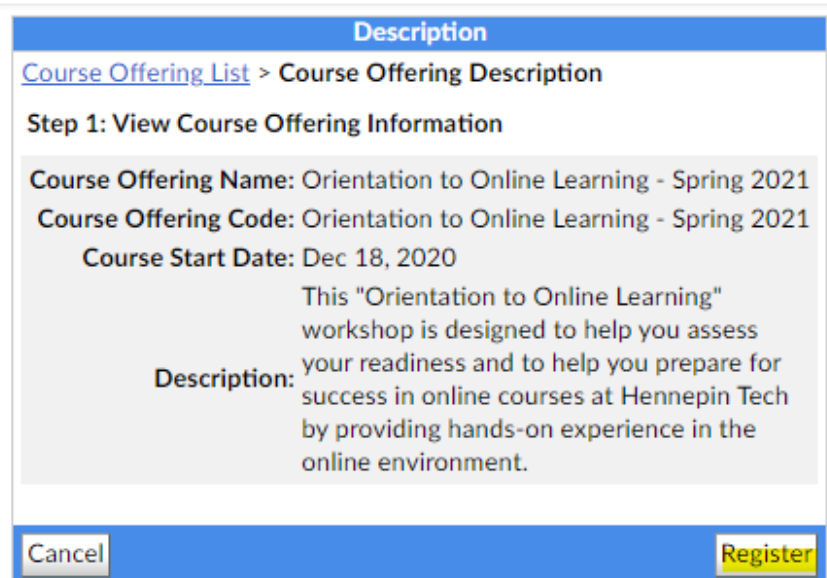 Description
Course Offering List > Course Offering Description
Step 1: View Course Offering Information
Course Offering Name: Orientation to Online Learning - Spring 2021
Course Offering Code: Orientation to Online Learning - Spring 2021
Course Start Date: Dec 18, 2020
Description: This "Orientation to Online Learning"
workshop is designed to help you assess
your readiness and to help you prepare for
success in online courses at Hennepin Tech
by providing hands-on experience in the
online environment.
Cancel Register